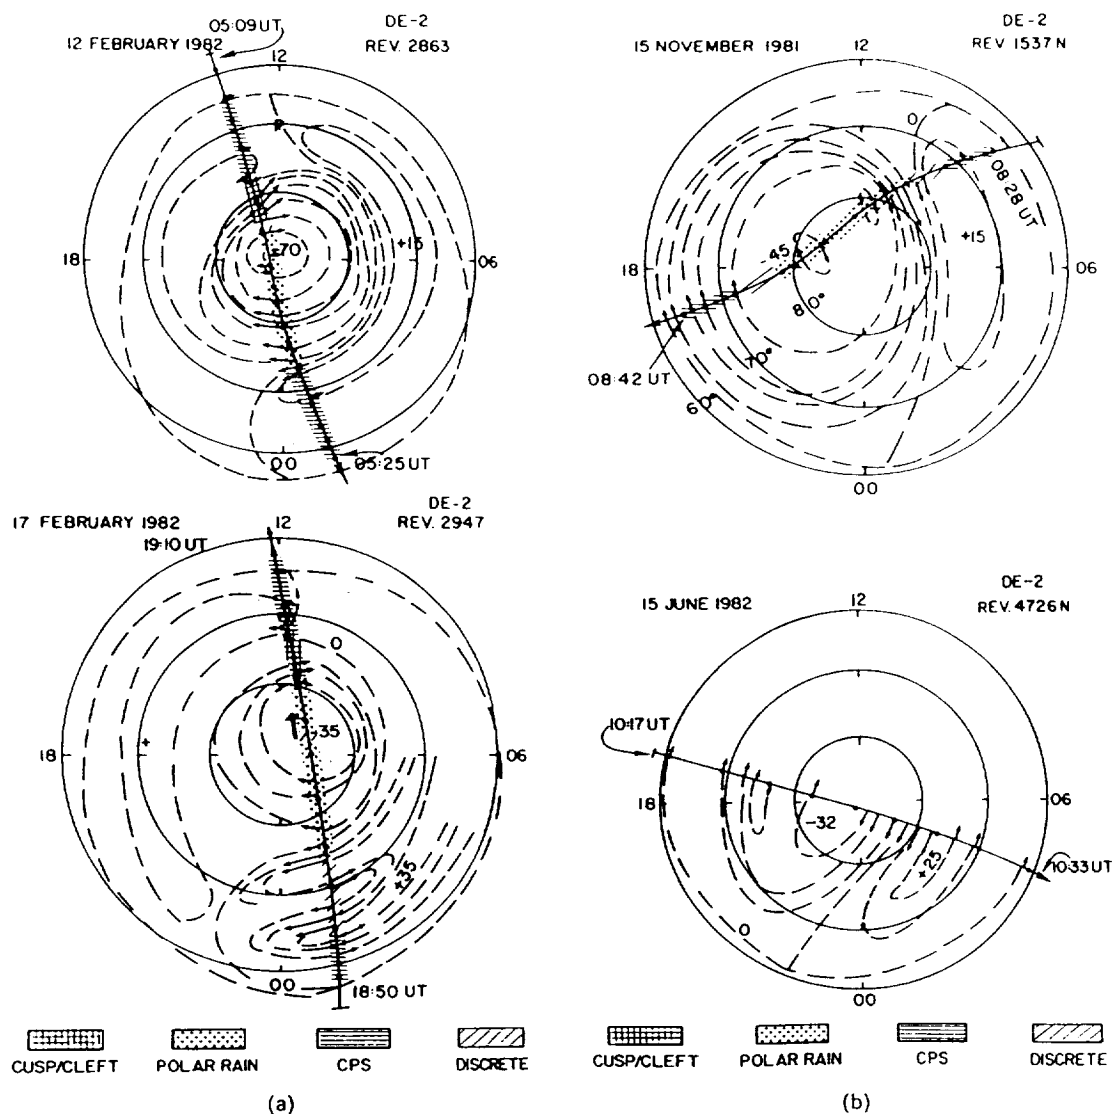 05:09 UT
DE-2
12 FEBRUARY 1982
REV. 2863
12
P
-70
+15
18
06
00
05:25 UT
DE-2
15 NOVEMBER 1981
12
REV 1537 N
0
08:28 UT
-45
+15
18
06
80°
70°
08:42 UT
60°
00
DE-2
17 FEBRUARY 1982
12
REV. 2947
19:10 UT
0
-35
18
+
06
+35
00
18:50 UT
DE-2
15 JUNE 1982
12
REV. 4726N
10:17 UT
18
06
-32
+25
10:33 UT
0
00
CUSP/CLEFT
POLAR RAIN
CPS
DISCRETE
CUSP/CLEFT
POLAR RAIN
CPS
DISCRETE
(a)
(b)